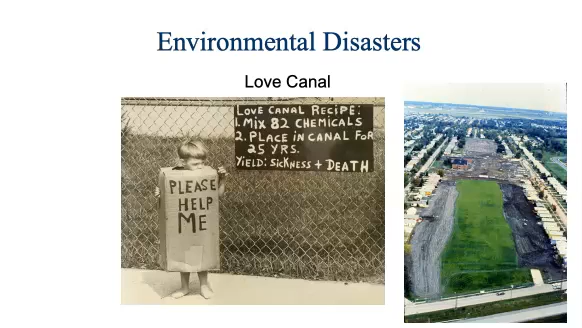 Environmental Disasters
Love Canal
LOVE CANAL RECIPE:
1. MIX 82 CHEMICALS
2. PLACE IN CANAL FOR
25 YRS.
YIELD: SICKNESS + DEATH
PLEASE
HELP
ME